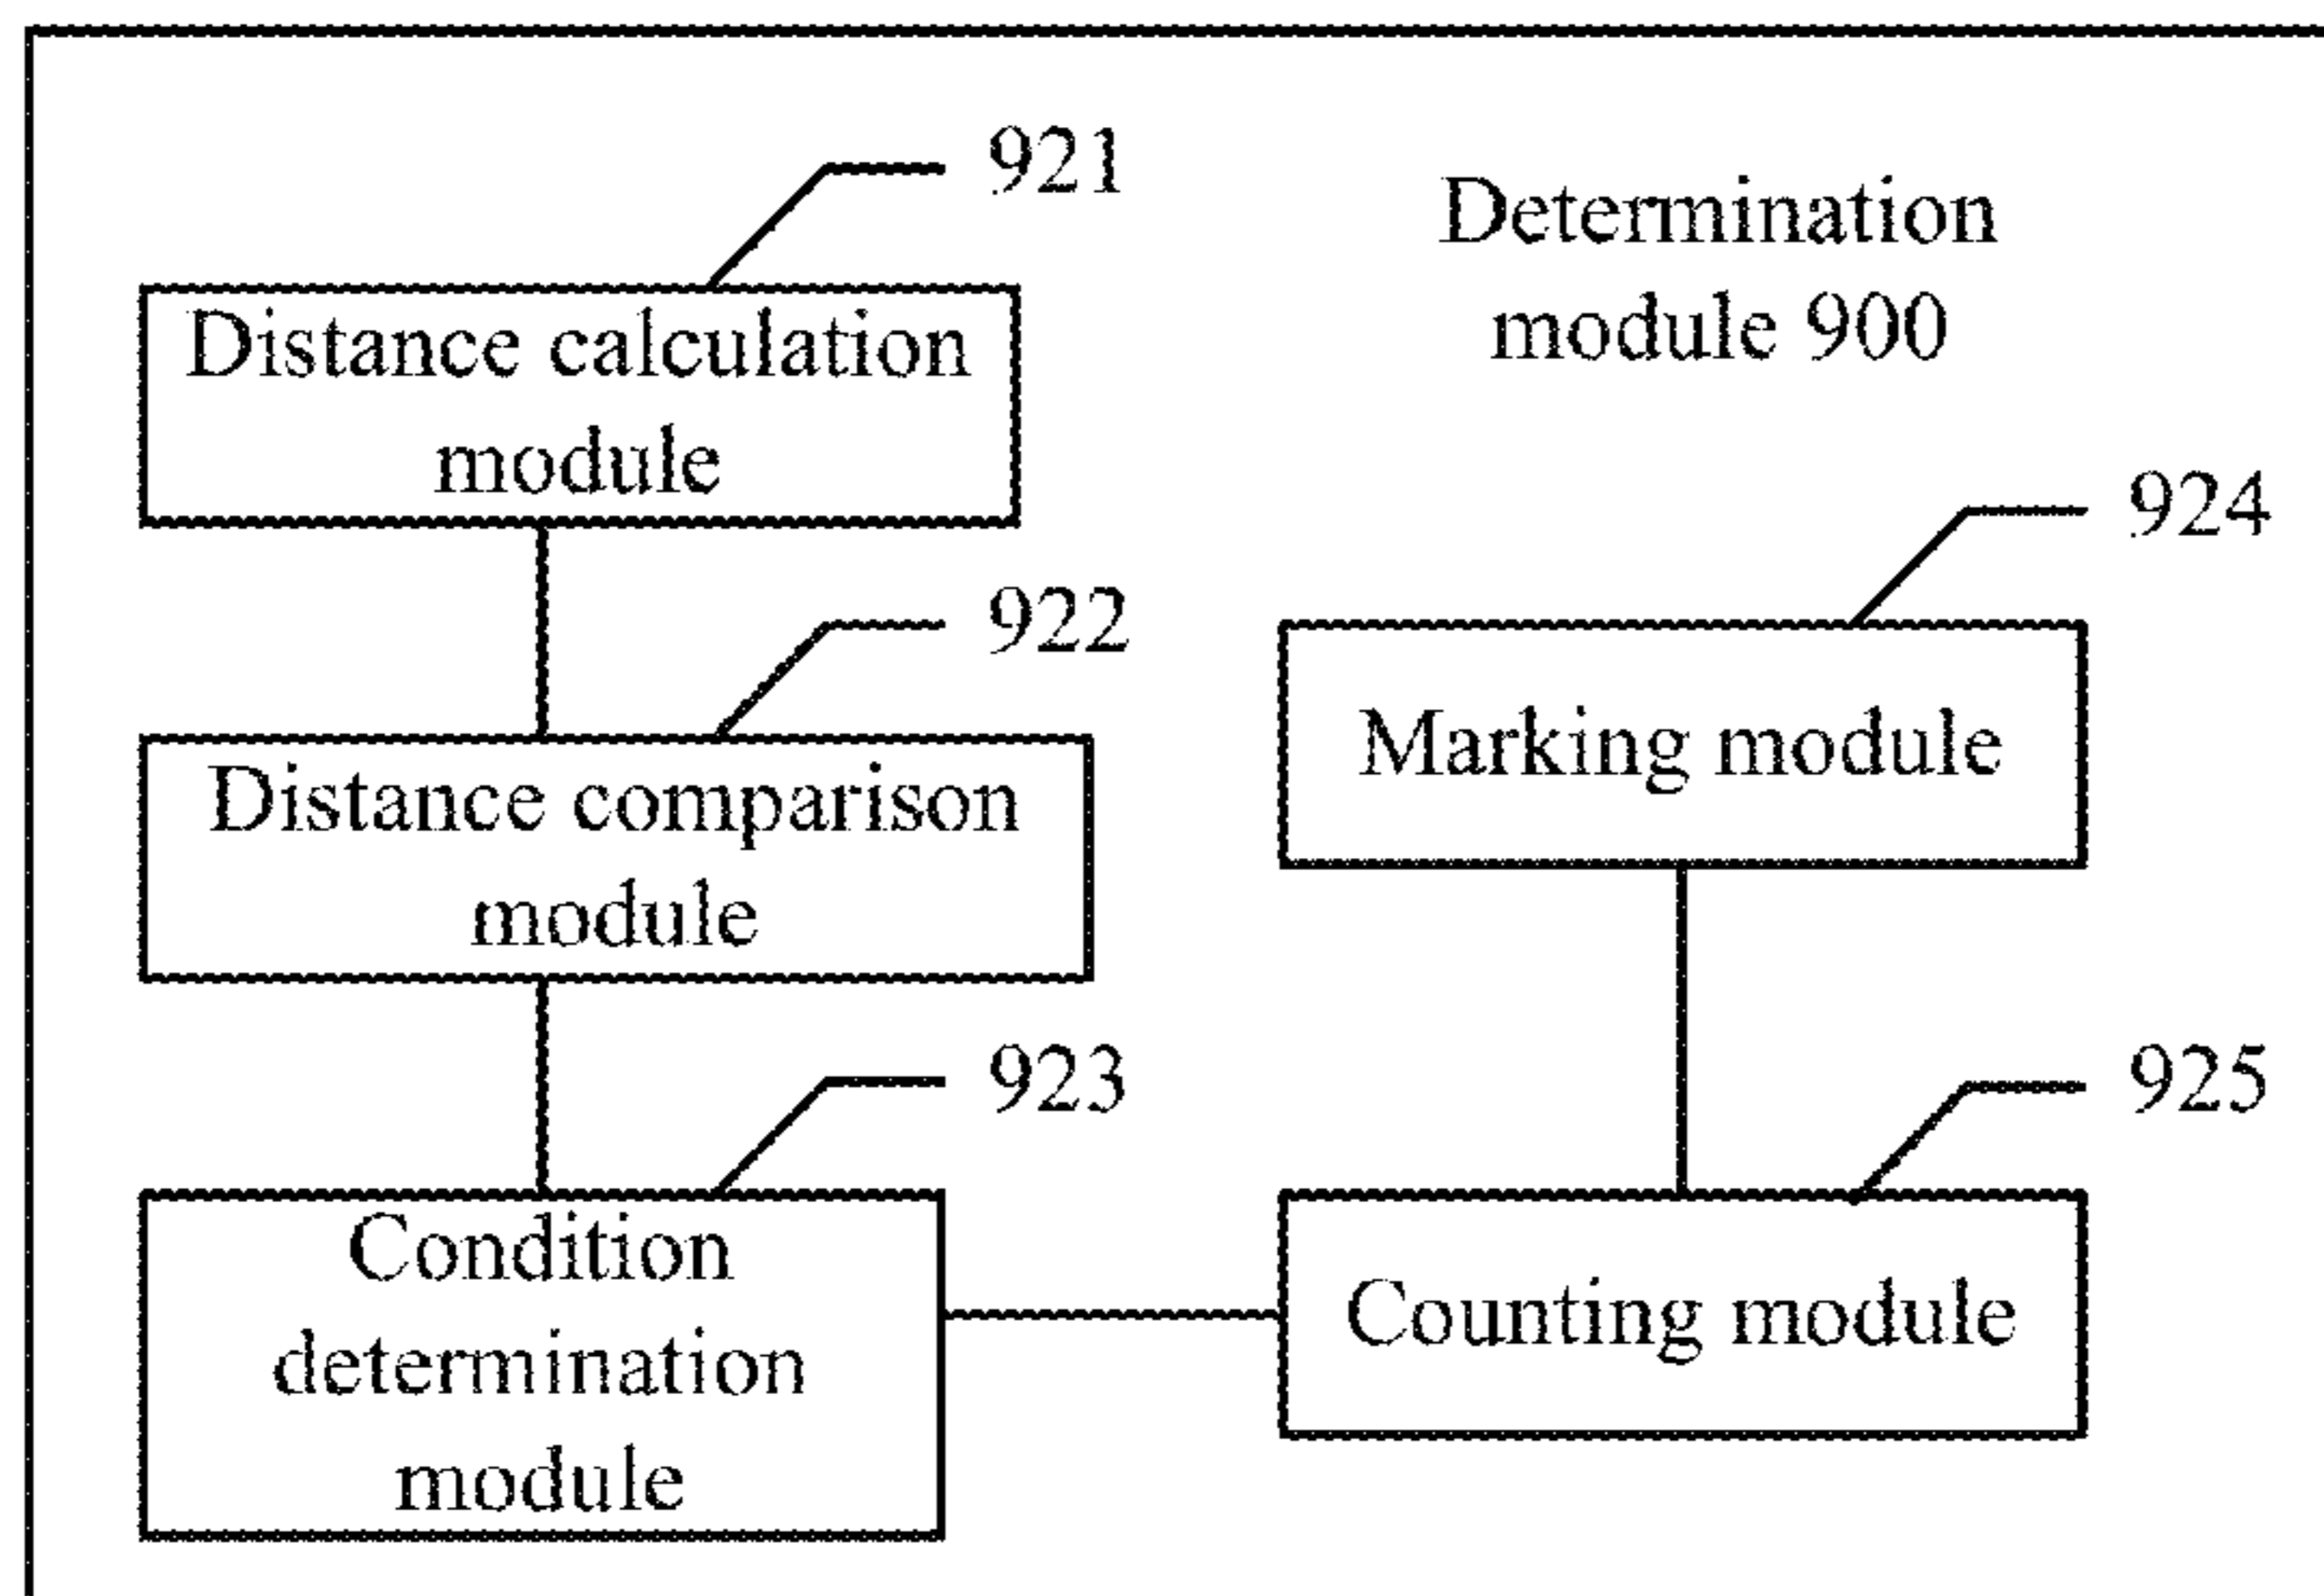 921
Distance calculation
module
922
Distance comparison
module
923
Condition
determination
module
Determination
module 900
924
Marking module
925
Counting module